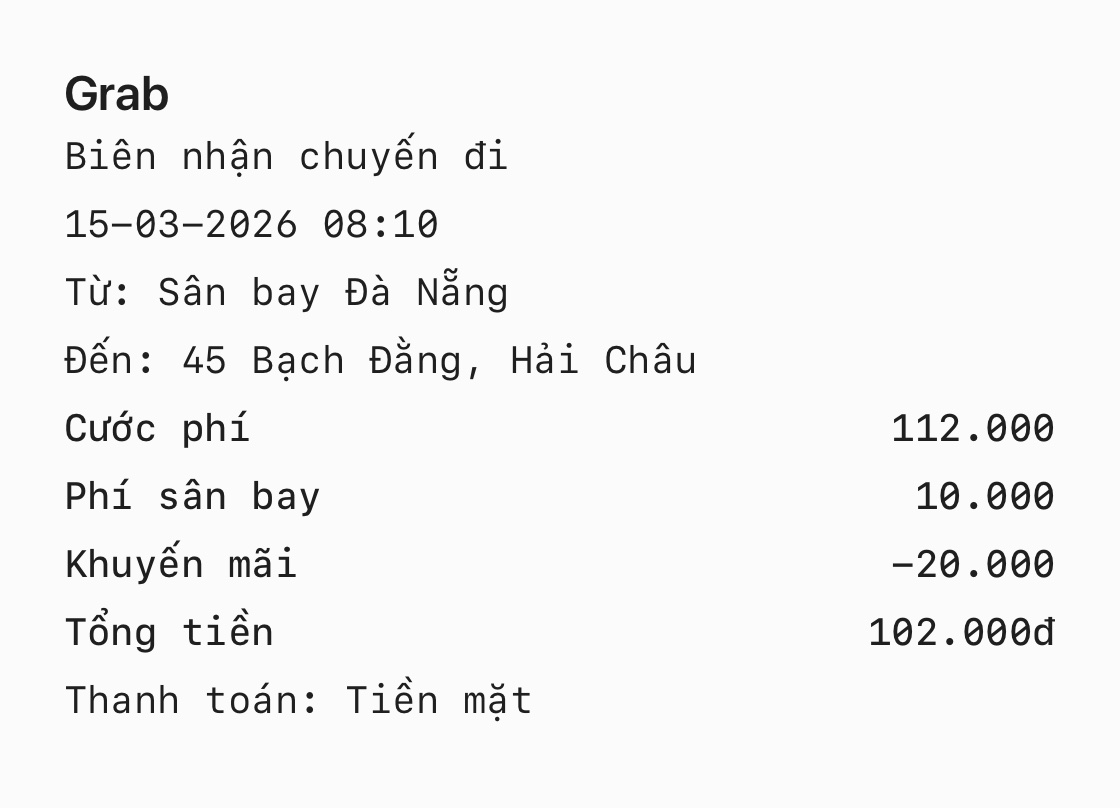 Grab
Biên nhận chuyến đi
15-03-2026 08:10
Từ: Sân bay Đà Nẵng
Đến: 45 Bạch Đằng, Hải Châu
Cước phí 112.000
Phí sân bay 10.000
Khuyến mãi -20.000
Tổng tiền 102.000đ
Thanh toán: Tiền mặt